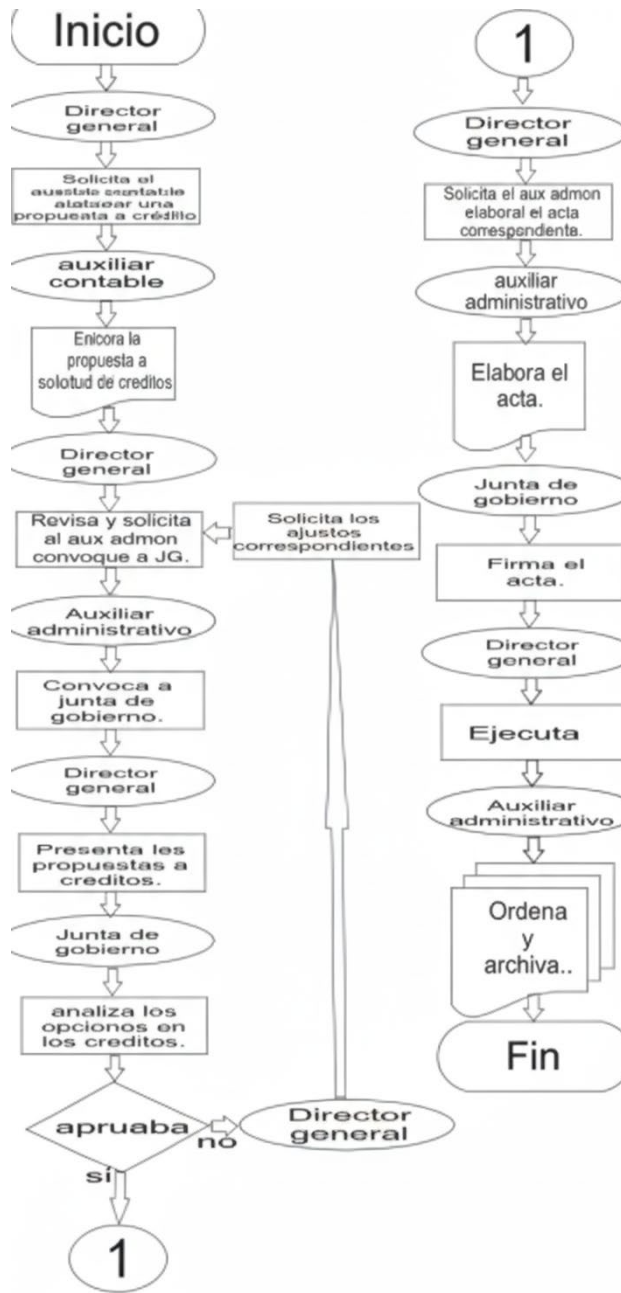 Inicio
Director
general
Solicita el
contable
una
propuesta a crédito
auxiliar
contable
Enicora la
propuesta a
solotud de creditos
Director
general
Revisa y solicita
al aux admon
convoque a JG.
Auxiliar
administrativo
Convoca a
junta de
gobierno.
Director
general
Presenta les
propuestas a
creditos.
Junta de
gobierno
analiza los
opcionos en
los creditos.
apruaba
no
sí
1
Director
general
Solicita los
ajustos
correspondientes
1
Director
general
Solicita el aux admon
elaboral el acta
correspondiente.
auxiliar
administrativo
Elabora el
acta.
Junta de
gobierno
Firma el
acta.
Director
general
Ejecuta
Auxiliar
administrativo
Ordena
y
archiva..
Fin